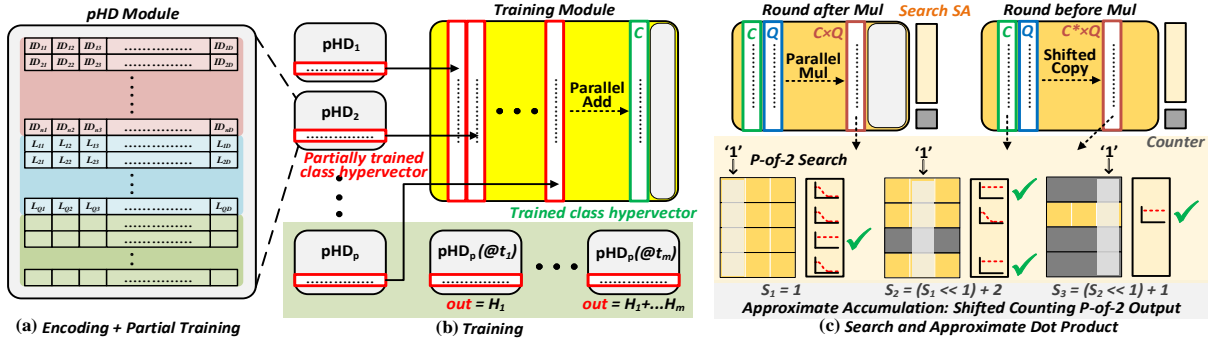 pHD Module
ID11 ID12 ID13 .................. ID1D
ID21 ID22 ID23 .................. ID2D
IDn1 IDn2 IDn3 .................. IDnD
L11 L12 L13 .................. L1D
L21 L22 L23 .................. L2D
LQ1 LQ2 LQ3 .................. LQD
(a) Encoding + Partial Training
pHD1
pHD2
Partially trained
class hypervector
pHDp
Training Module
C
Parallel
Add
Trained class hypervector
pHDp(@t1)
pHDp(@tm)
out = H1
out = H1+...Hm
(b) Training
Round after Mul
Search SA
Round before Mul
C Q C×Q
Parallel
Mul
C Q C*×Q
Shifted
Copy
Counter
'1' P-of-2 Search '1' '1'
S1 = 1
S2 = (S1 << 1) + 2
S3 = (S2 << 1) + 1
Approximate Accumulation: Shifted Counting P-of-2 Output
(c) Search and Approximate Dot Product